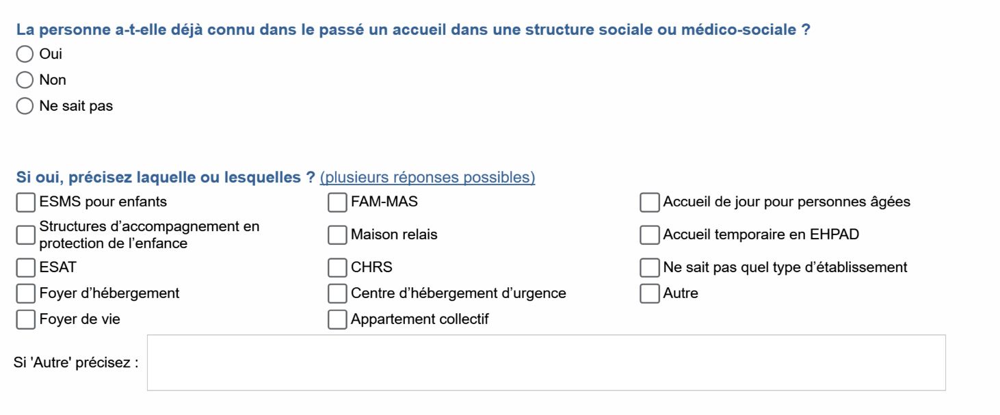 La personne a-t-elle déjà connu dans le passé un accueil dans une structure sociale ou médico-sociale ?
Oui
Non
Ne sait pas
Si oui, précisez laquelle ou lesquelles ? (plusieurs réponses possibles)
ESMS pour enfants
Structures d’accompagnement en
protection de l’enfance
ESAT
Foyer d’hébergement
Foyer de vie
FAM-MAS
Maison relais
CHRS
Centre d’hébergement d’urgence
Appartement collectif
Accueil de jour pour personnes âgées
Accueil temporaire en EHPAD
Ne sait pas quel type d’établissement
Autre
Si 'Autre' précisez :